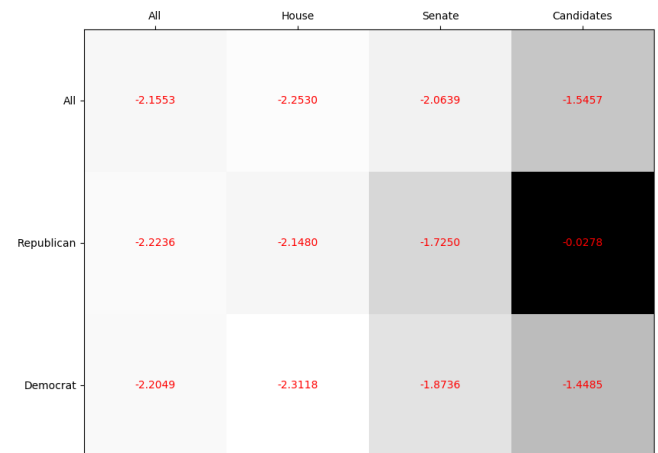 All House Senate Candidates
All -2.1553 -2.2530 -2.0639 -1.5457
Republican -2.2236 -2.1480 -1.7250 -0.0278
Democrat -2.2049 -2.3118 -1.8736 -1.4485